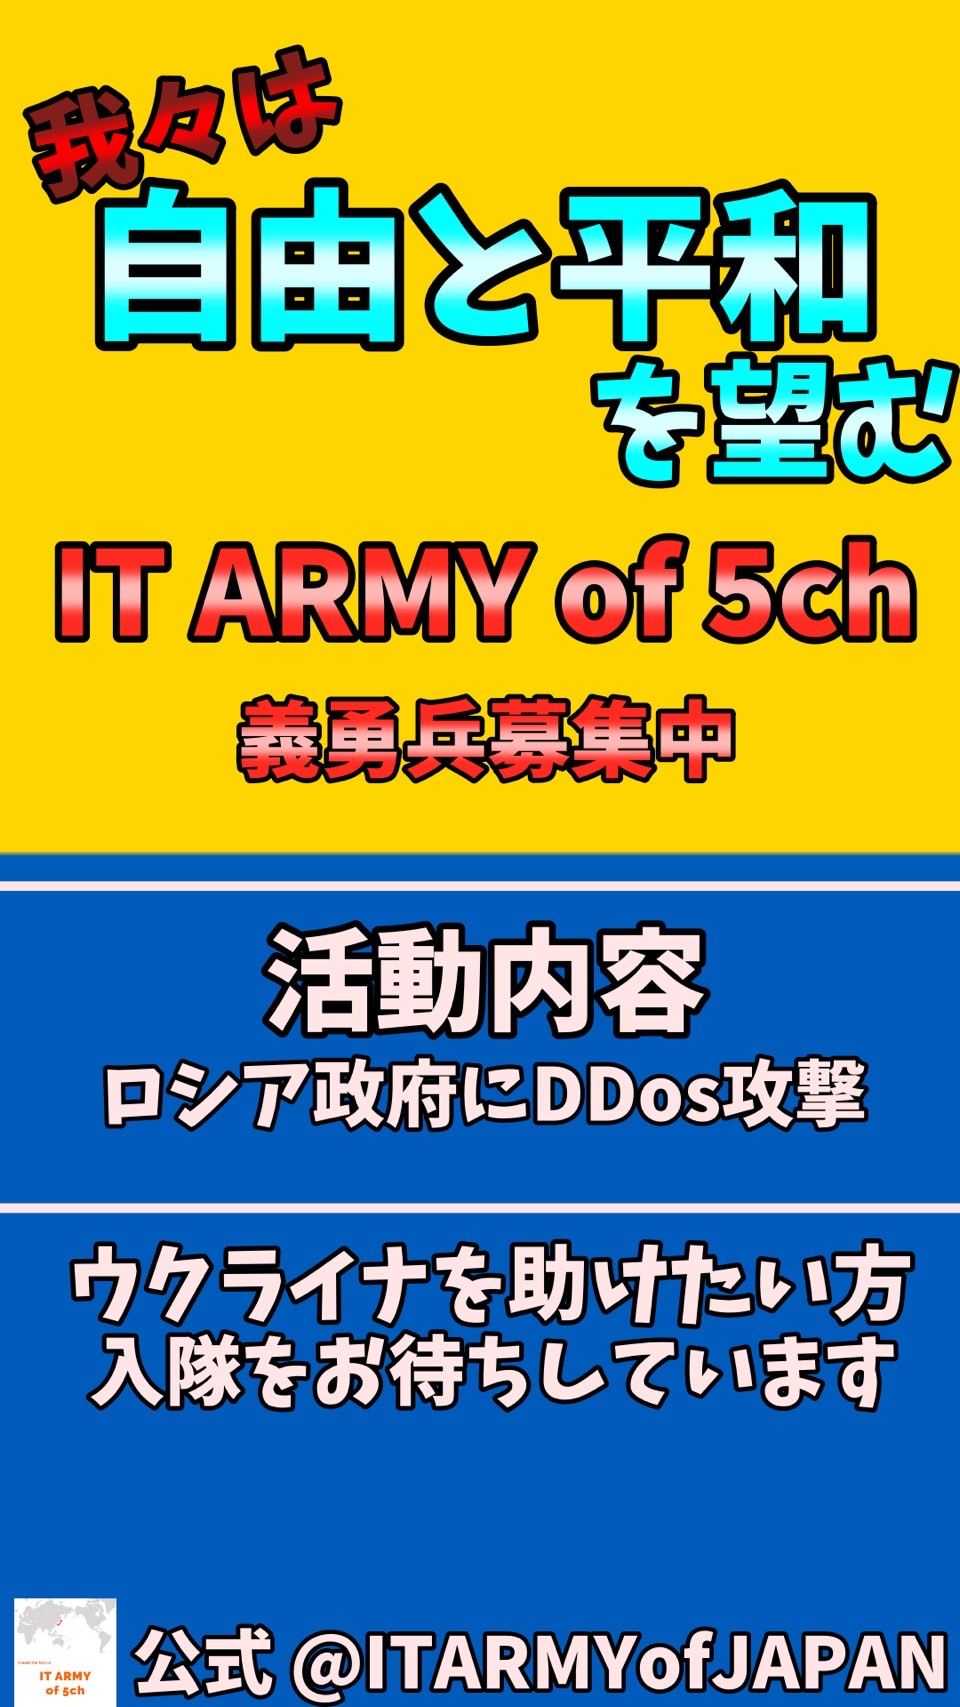 我々は
自由と平和
を望む
IT ARMY of 5ch
義勇兵募集中
活動内容
ロシア政府にDDos攻撃
ウクライナを助けたい方
入隊をお待ちしています
IT ARMY
of 5ch
公式 @ITARMYofJAPAN